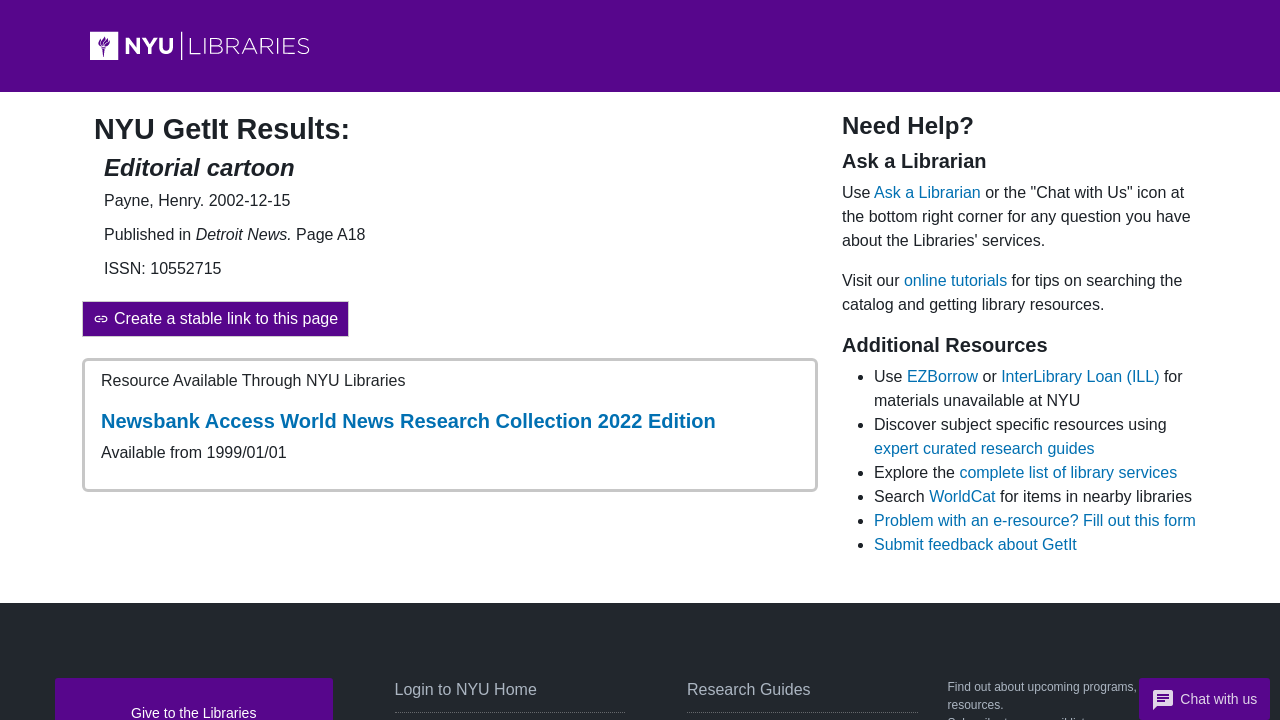 NYU LIBRARIES
NYU GetIt Results:
Editorial cartoon
Payne, Henry. 2002-12-15
Published in Detroit News. Page A18
ISSN: 10552715
Create a stable link to this page
Resource Available Through NYU Libraries
Newsbank Access World News Research Collection 2022 Edition
Available from 1999/01/01
Need Help?
Ask a Librarian
Use Ask a Librarian or the "Chat with Us" icon at
the bottom right corner for any question you have
about the Libraries' services.
Visit our online tutorials for tips on searching the
catalog and getting library resources.
Additional Resources
Use EZBorrow or InterLibrary Loan (ILL) for
materials unavailable at NYU
Discover subject specific resources using
expert curated research guides
Explore the complete list of library services
Search WorldCat for items in nearby libraries
Problem with an e-resource? Fill out this form
Submit feedback about GetIt
Give to the Libraries
Login to NYU Home
Research Guides
Find out about upcoming programs,
resources.
Chat with us